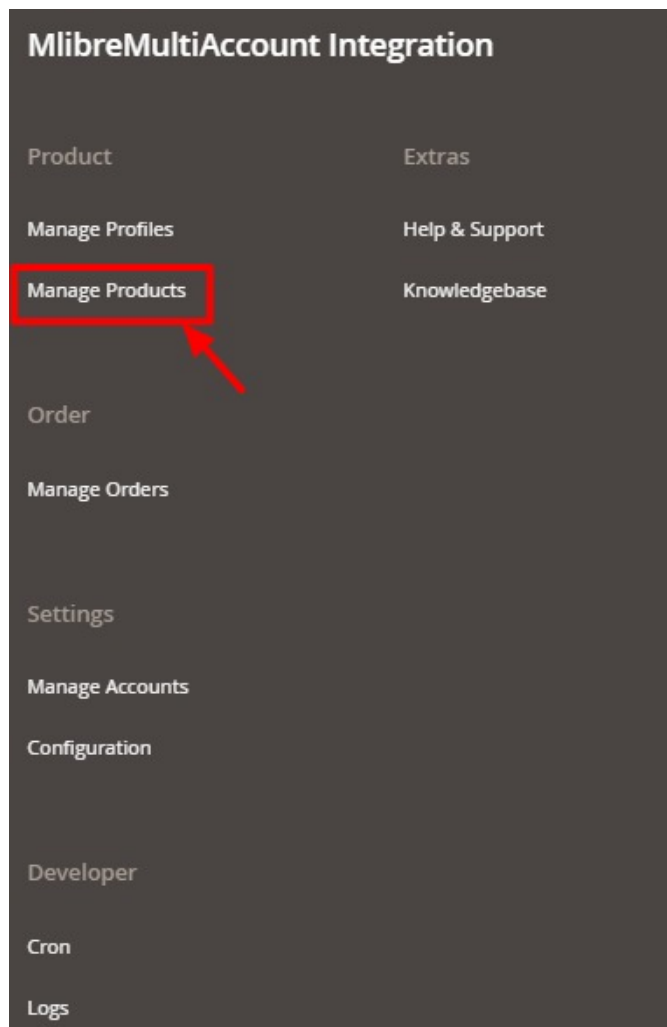 MlibreMultiAccount Integration
Product
Manage Profiles
Manage Products
Order
Manage Orders
Settings
Manage Accounts
Configuration
Developer
Cron
Logs
Extras
Help & Support
Knowledgebase